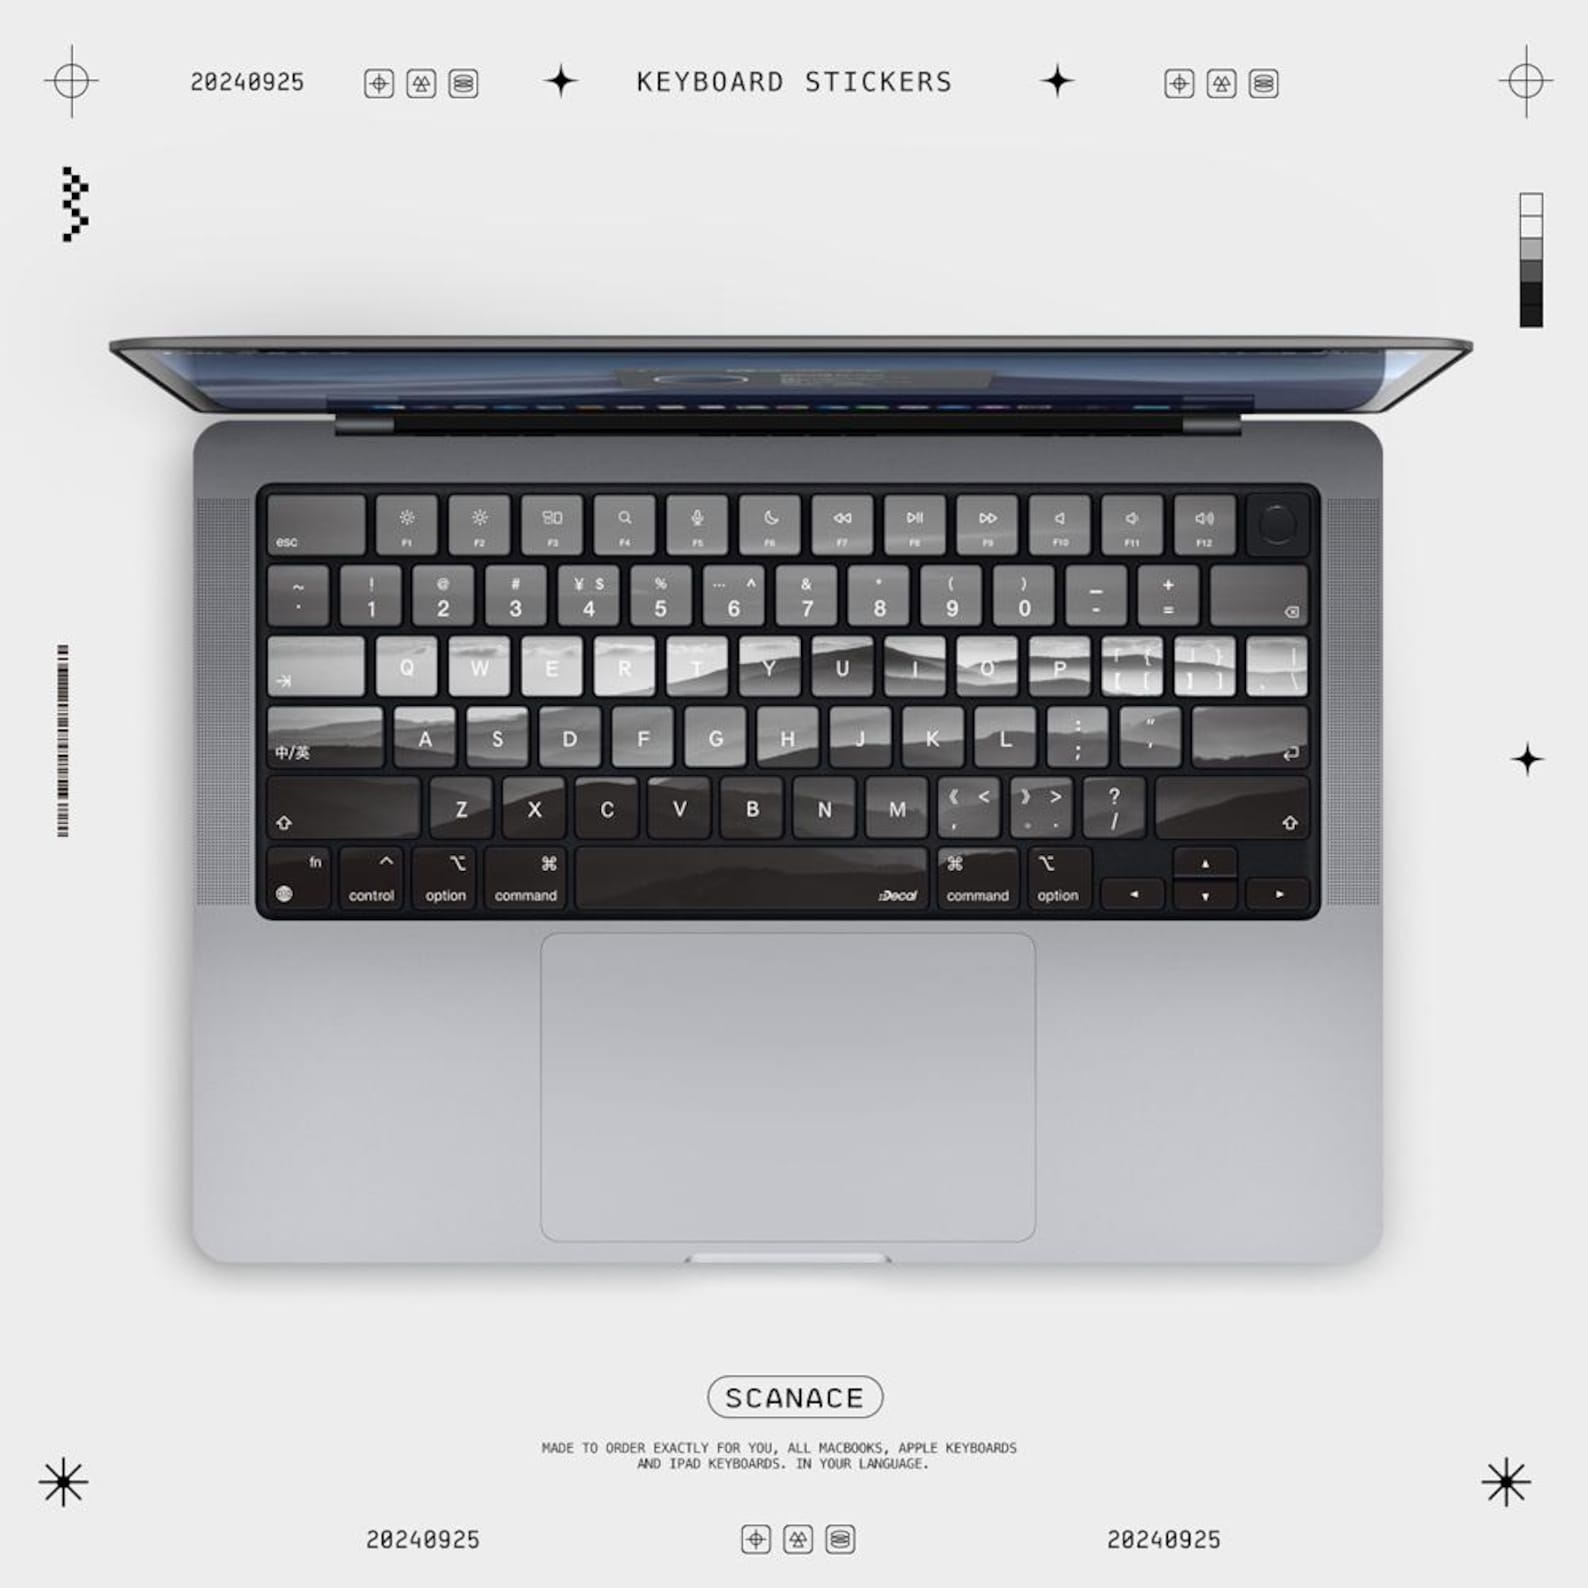 20240925 KEYBOARD STICKERS
esc F1 F2 F3 F4 F5 F6 F7 F8 F9 F10 F11 F12
~ ! @ # ¥ $ % … ^ & * ( ) _ +
· 1 2 3 4 5 6 7 8 9 0 - =
Q W E R T Y U I O P 「 { 」 } |
【 [ 】 ] 、 \
中/英 A S D F G H J K L : ; " '
Z X C V B N M 《 < , 》 > 。 . ? /
fn ^ ⌥ ⌘ ⌘ ⌥
control option command iDecal command option
SCANACE
MADE TO ORDER EXACTLY FOR YOU, ALL MACBOOKS, APPLE KEYBOARDS
AND IPAD KEYBOARDS. IN YOUR LANGUAGE.
20240925 20240925